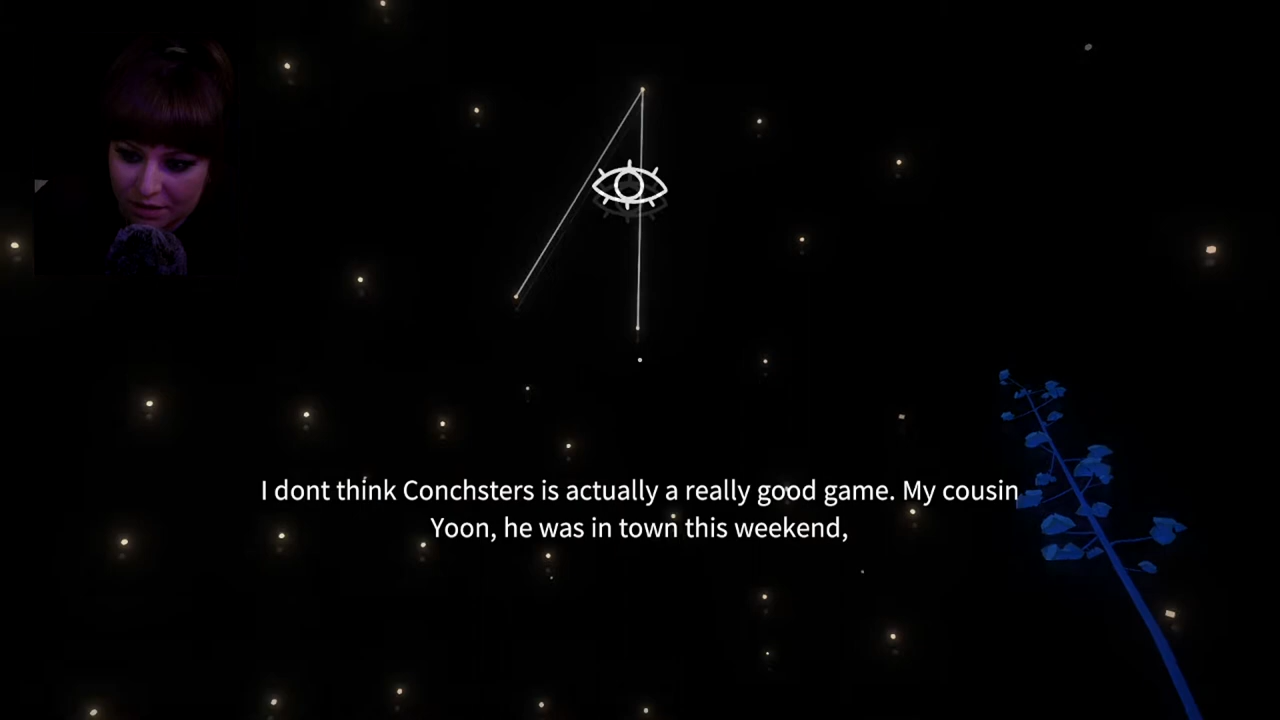 I dont think Conchsters is actually a really good game. My cousin
Yoon, he was in town this weekend,